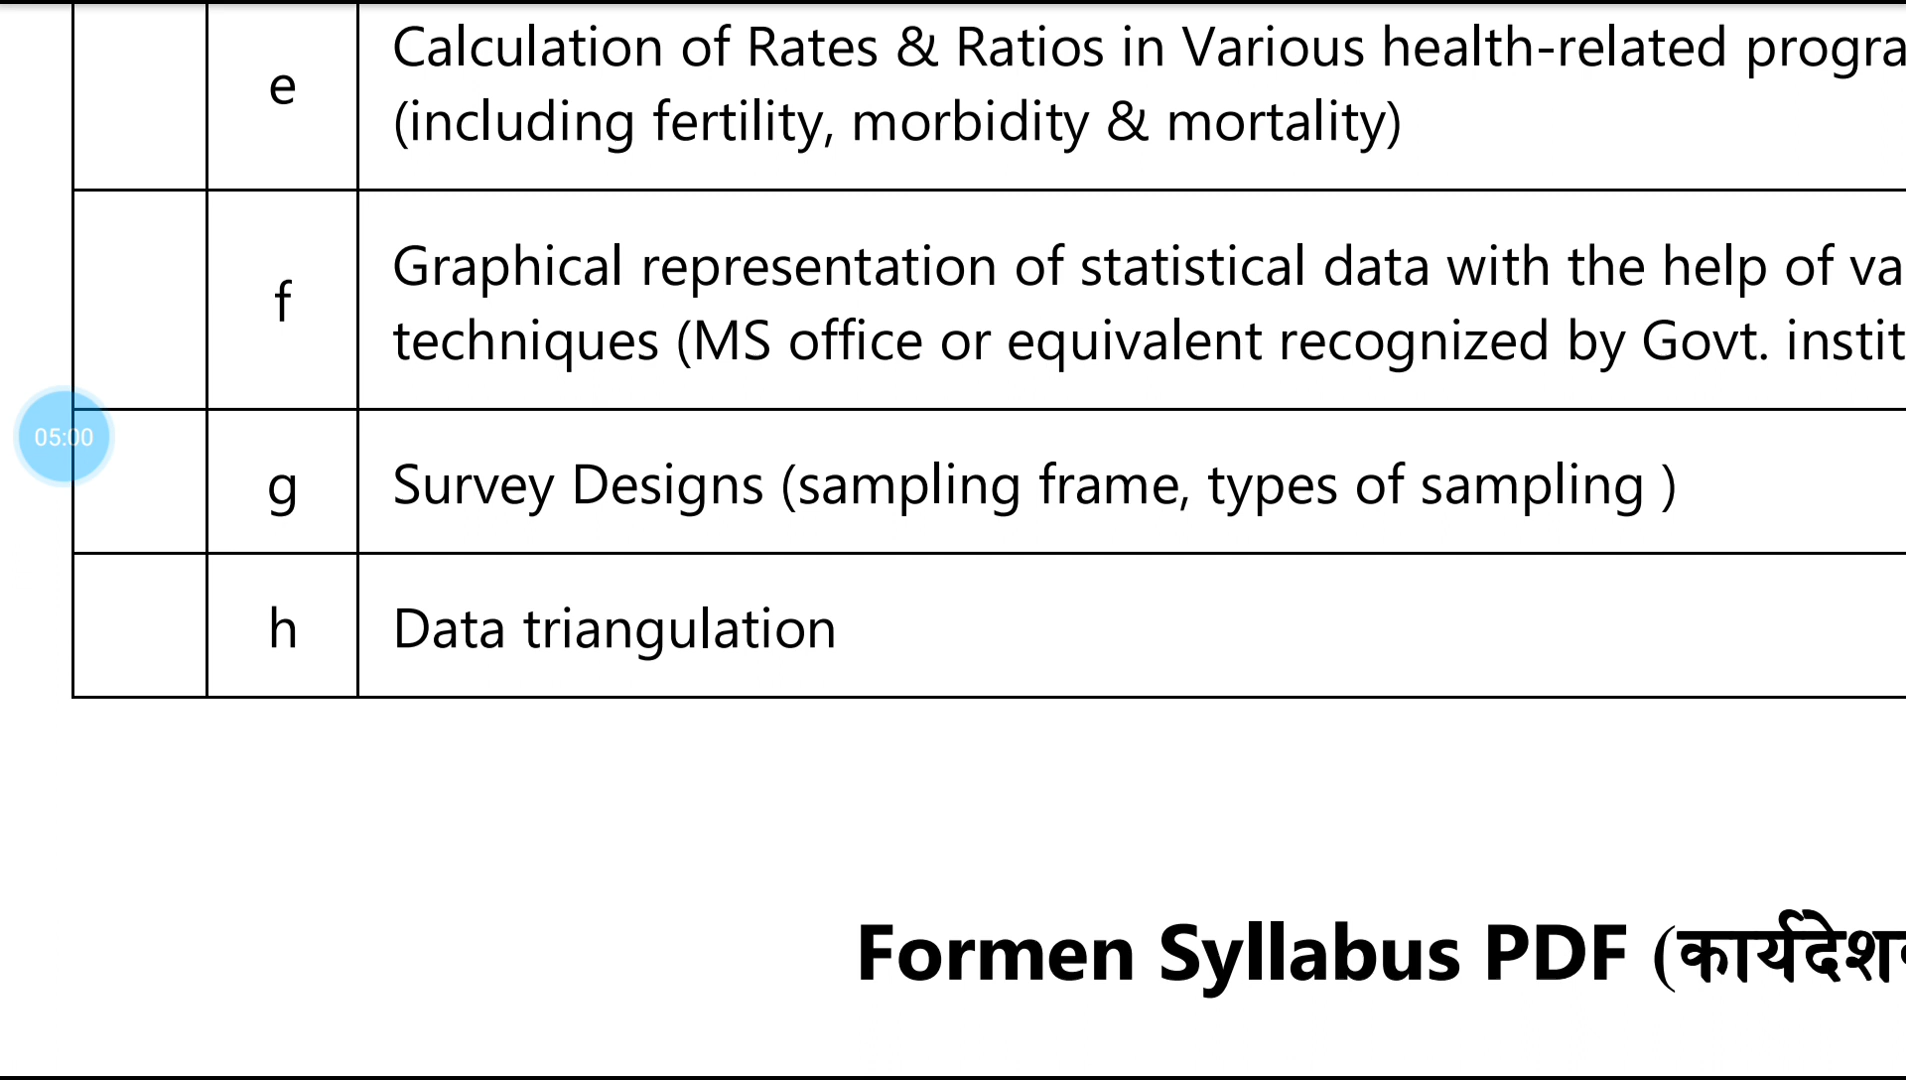 e
Calculation of Rates & Ratios in Various health-related progra
(including fertility, morbidity & mortality)
f
Graphical representation of statistical data with the help of va
techniques (MS office or equivalent recognized by Govt. instit
05:00
g
Survey Designs (sampling frame, types of sampling )
h
Data triangulation
Formen Syllabus PDF (कार्यदेश